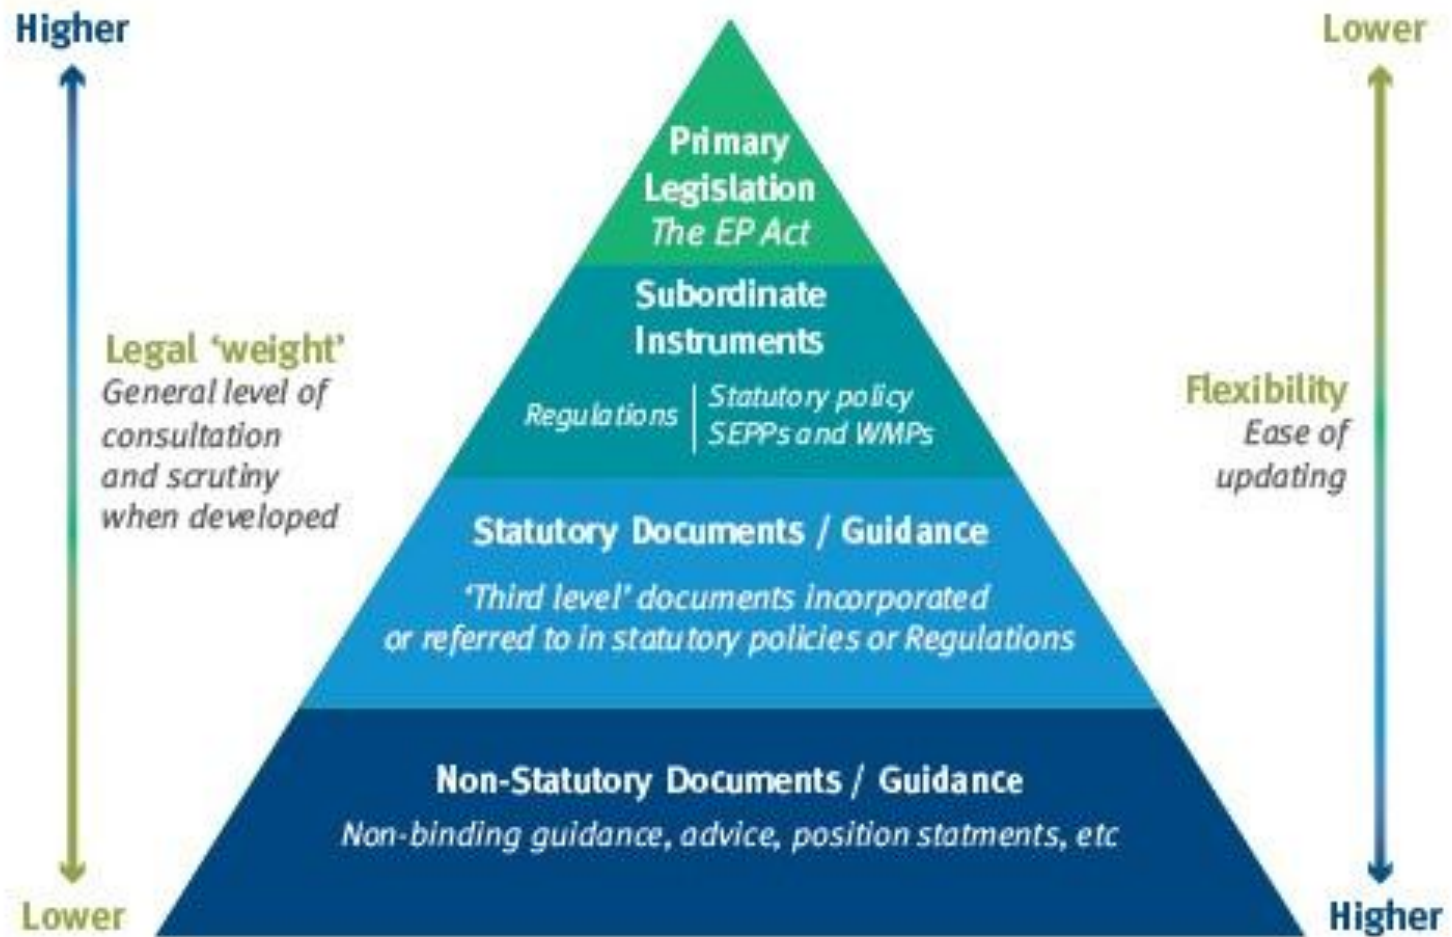 Higher
Lower
Primary
Legislation
The EP Act
Subordinate
Instruments
Regulations
Statutory policy
SEPPs and WMPs
Legal ‘weight’
General level of
consultation
and scrutiny
when developed
Flexibility
Ease of
updating
Statutory Documents / Guidance
‘Third level’ documents incorporated
or referred to in statutory policies or Regulations
Non-Statutory Documents / Guidance
Non-binding guidance, advice, position statments, etc
Lower
Higher